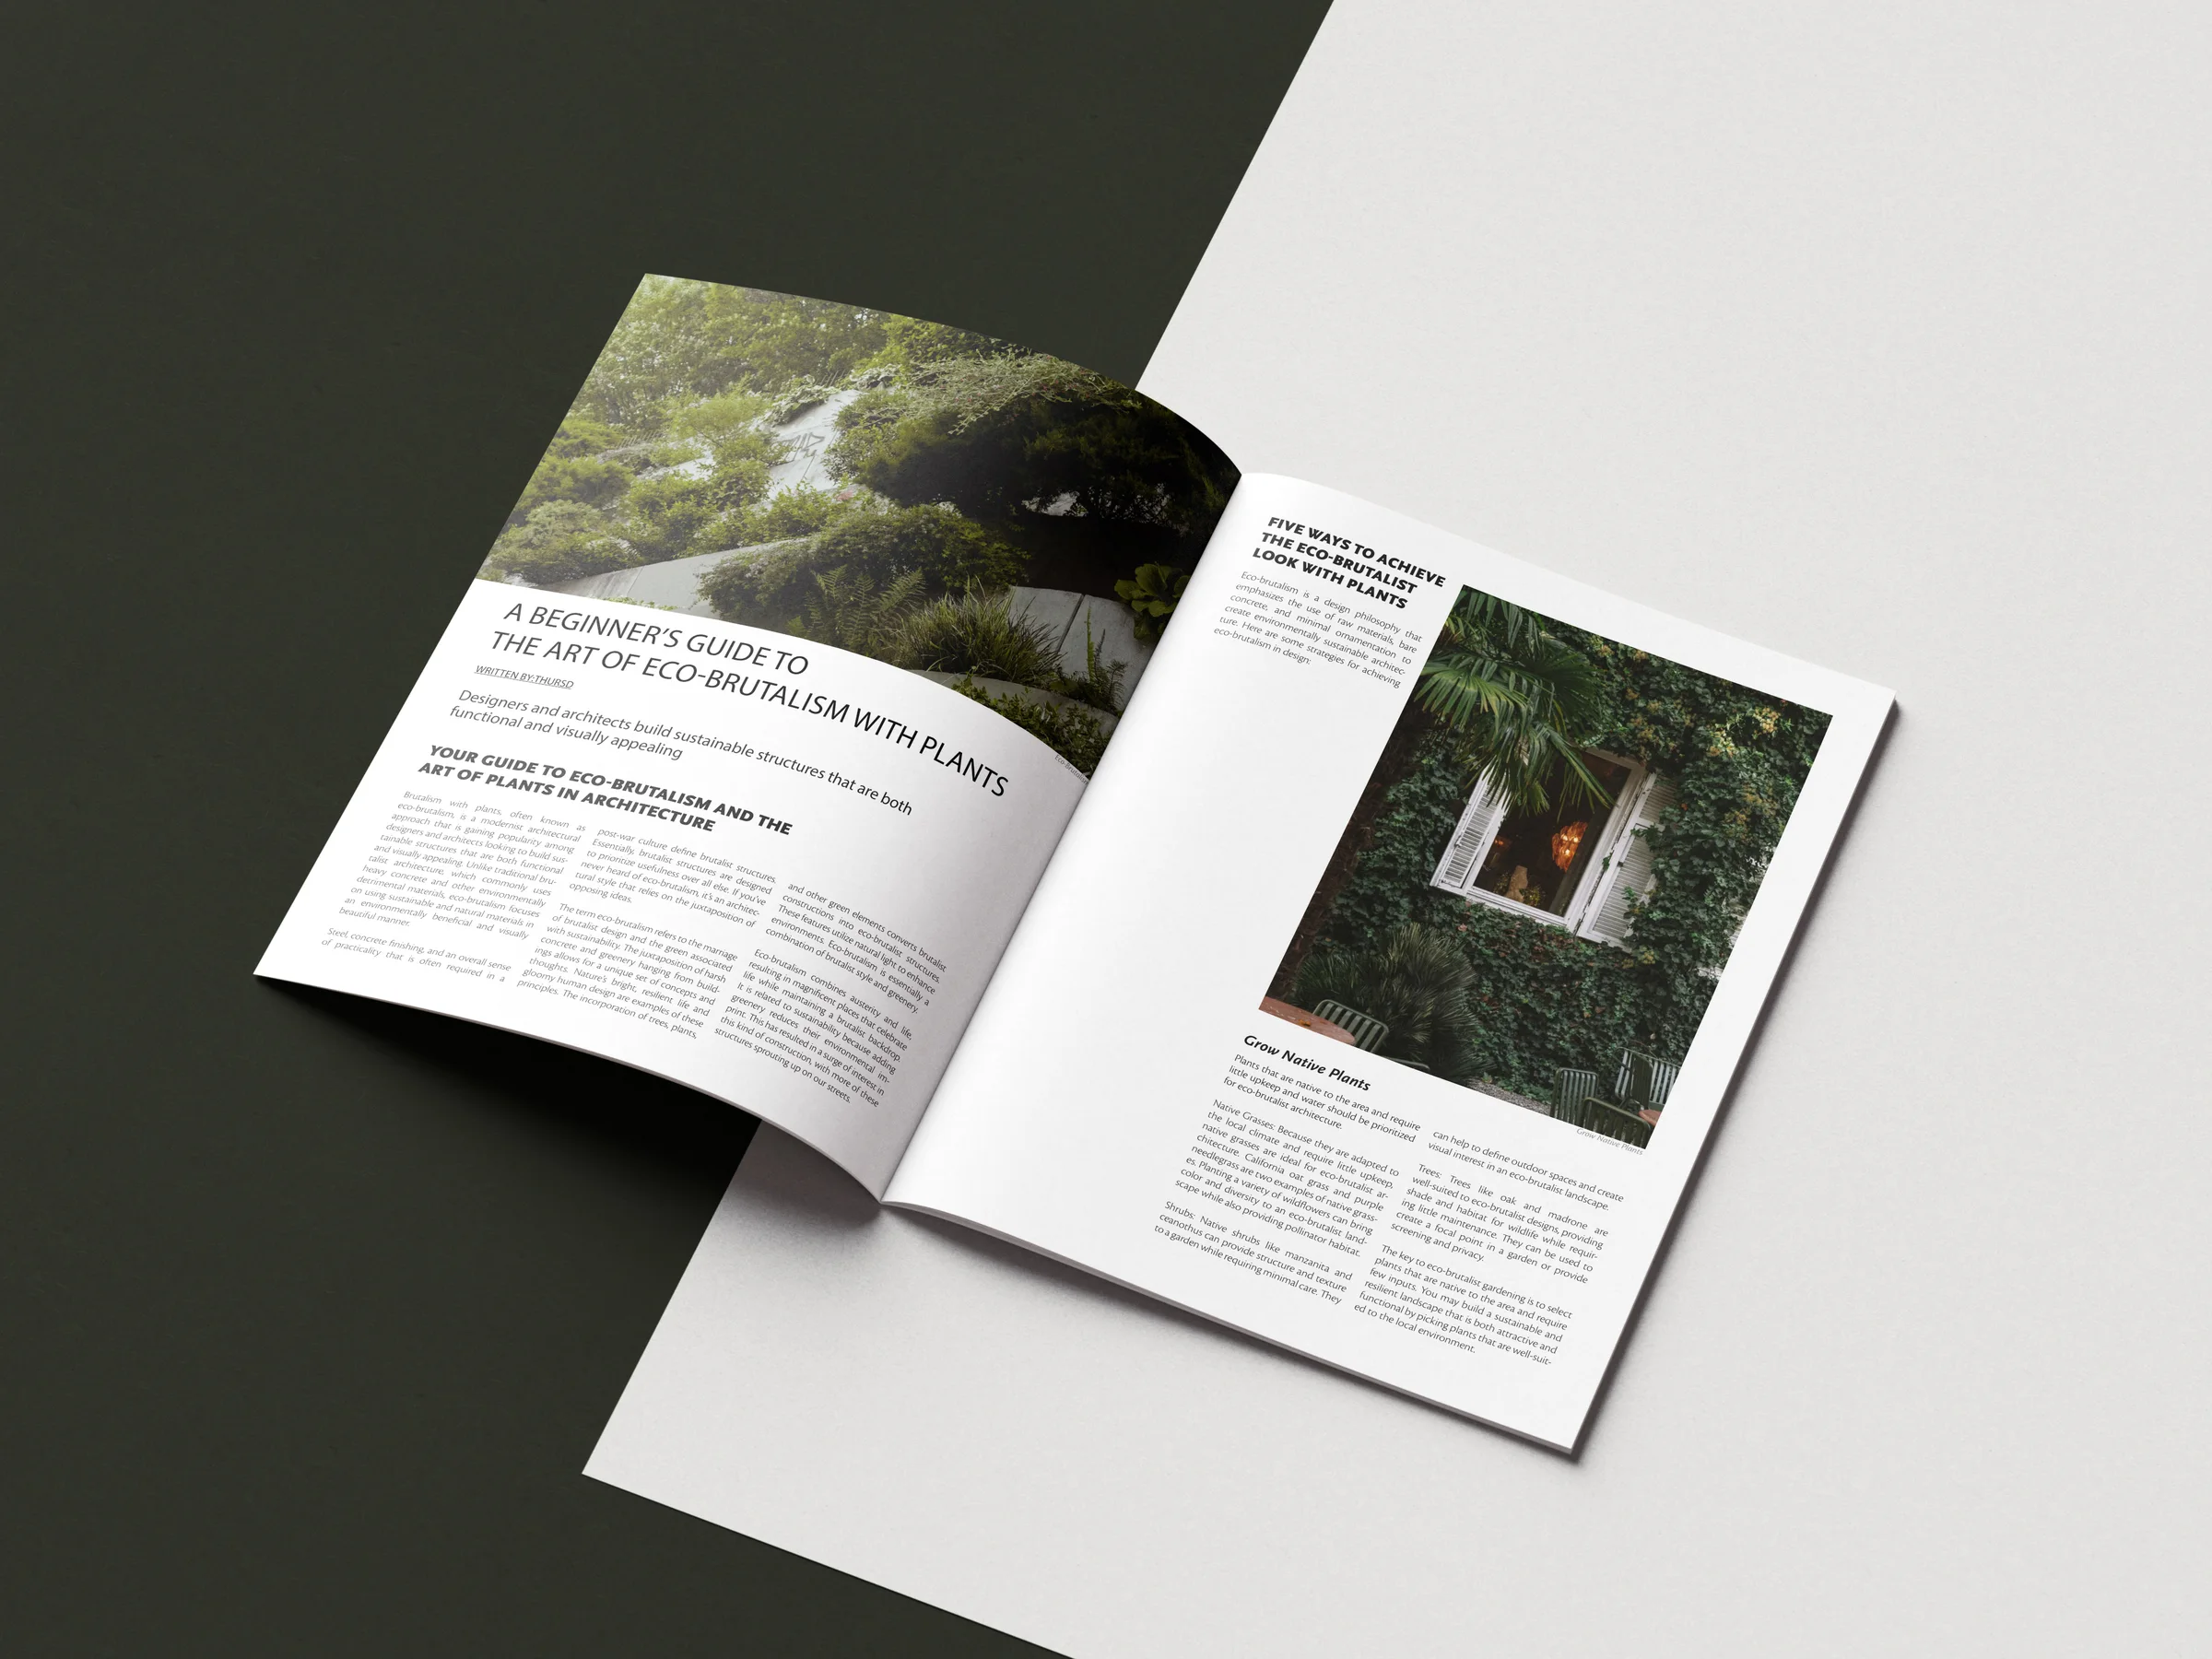 A BEGINNER'S GUIDE TO
THE ART OF ECO-BRUTALISM WITH PLANTS
WRITTEN BY:THURSD
Designers and architects build sustainable structures that are both
functional and visually appealing
YOUR GUIDE TO ECO-BRUTALISM AND THE
ART OF PLANTS IN ARCHITECTURE
Brutalism with plants, often known as
eco-brutalism, is a modernist architectural
approach that is gaining popularity among
designers and architects looking to build sus-
tainable structures that are both functional
and visually appealing. Unlike traditional bru-
talist architecture, which commonly uses
heavy concrete and other environmentally
detrimental materials, eco-brutalism focuses
on using sustainable and natural materials in
an environmentally beneficial and visually
beautiful manner.
Steel, concrete finishing, and an overall sense
of practicality that is often required in a
post-war culture define brutalist structures.
Essentially, brutalist structures are designed
to prioritize usefulness over all else. If you've
never heard of eco-brutalism, it's an architec-
tural style that relies on the juxtaposition of
opposing ideas.
The term eco-brutalism refers to the marriage
of brutalist design and the green associated
with sustainability. The juxtaposition of harsh
concrete and greenery hanging from build-
ings allows for a unique set of concepts and
thoughts. Nature's bright, resilient life and
gloomy human design are examples of these
principles. The incorporation of trees, plants,
and other green elements converts brutalist
constructions into eco-brutalist structures.
These features utilize natural light to enhance
environments. Eco-brutalism is essentially a
combination of brutalist style and greenery.
Eco-brutalism combines austerity and life,
resulting in magnificent places that celebrate
life while maintaining a brutalist backdrop.
It is related to sustainability because adding
greenery reduces their environmental im-
print. This has resulted in a surge of interest in
this kind of construction, with more of these
structures sprouting up on our streets.
FIVE WAYS TO ACHIEVE
THE ECO-BRUTALIST
LOOK WITH PLANTS
Eco-brutalism is a design philosophy that
emphasizes the use of raw materials, bare
concrete, and minimal ornamentation to
create environmentally sustainable architec-
ture. Here are some strategies for achieving
eco-brutalism in design:
Grow Native Plants
Grow Native Plants
Plants that are native to the area and require
little upkeep and water should be prioritized
for eco-brutalist architecture.
Native Grasses: Because they are adapted to
the local climate and require little upkeep,
native grasses are ideal for eco-brutalist ar-
chitecture. California oat grass and purple
needlegrass are two examples of native grass-
es. Planting a variety of wildflowers can bring
color and diversity to an eco-brutalist land-
scape while also providing pollinator habitat.
Shrubs: Native shrubs like manzanita and
ceanothus can provide structure and texture
to a garden while requiring minimal care. They
can help to define outdoor spaces and create
visual interest in an eco-brutalist landscape.
Trees: Trees like oak and madrone are
well-suited to eco-brutalist designs, providing
shade and habitat for wildlife while requir-
ing little maintenance. They can be used to
create a focal point in a garden or provide
screening and privacy.
The key to eco-brutalist gardening is to select
plants that are native to the area and require
few inputs. You may build a sustainable and
resilient landscape that is both attractive and
functional by picking plants that are well-suit-
ed to the local environment.